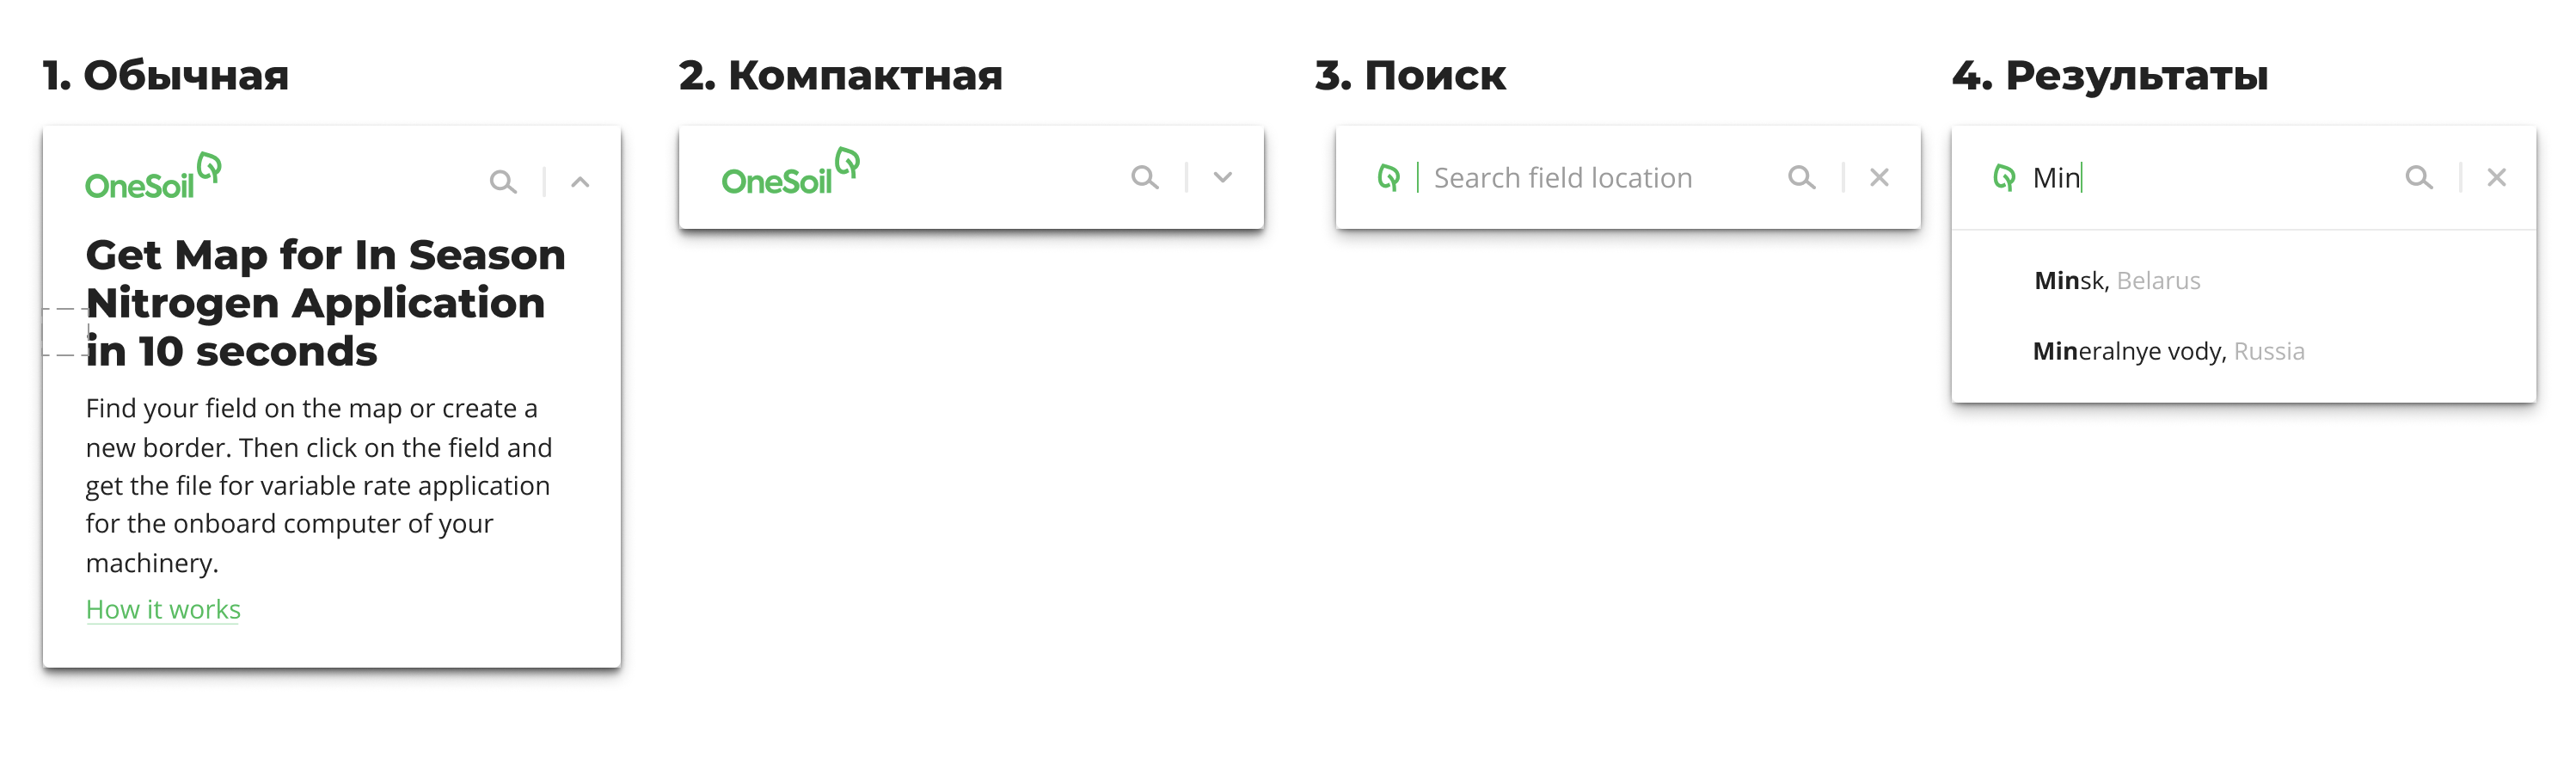 1. Обычная
OneSoil
Get Map for In Season
Nitrogen Application
in 10 seconds
Find your field on the map or create a
new border. Then click on the field and
get the file for variable rate application
for the onboard computer of your
machinery.
How it works
2. Компактная
OneSoil
3. Поиск
Search field location
4. Результаты
Min
Minsk, Belarus
Mineralnye vody, Russia